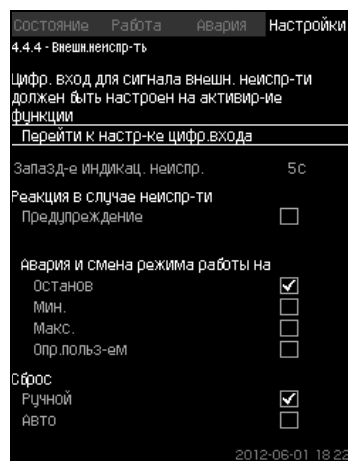 Состояние Работа Авария Настройки
4.4.4 - Внешн.неиспр-ть
Цифр. вход для сигнала внешн. неиспр-ти
должен быть настроен на активир-ие
функции
Перейти к настр-ке цифр.входа
Запазд-е индикац. неиспр. 5с
Реакция в случае неиспр-ти
Предупреждение
Авария и смена режима работы на
Останов
Мин.
Макс.
Опр.польз-ем
Сброс
Ручной
Авто
2012-06-01 18:22